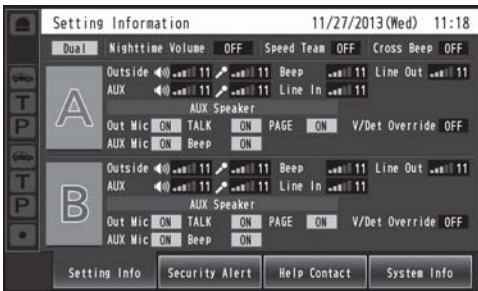 Setting Information 11/27/2013(Wed) 11:18
Dual Nighttime Volume OFF Speed Team OFF Cross Beep OFF
A
Outside 11 11 Beep 11 Line Out 11
AUX 11 11 Line In 11
AUX Speaker
Out Mic ON TALK ON PAGE ON V/Det Override OFF
AUX Mic ON Beep ON
B
Outside 11 11 Beep 11 Line Out 11
AUX 11 11 Line In 11
AUX Speaker
Out Mic ON TALK ON PAGE ON V/Det Override OFF
AUX Mic ON Beep ON
T
P
T
P
Setting Info Security Alert Help Contact System Info